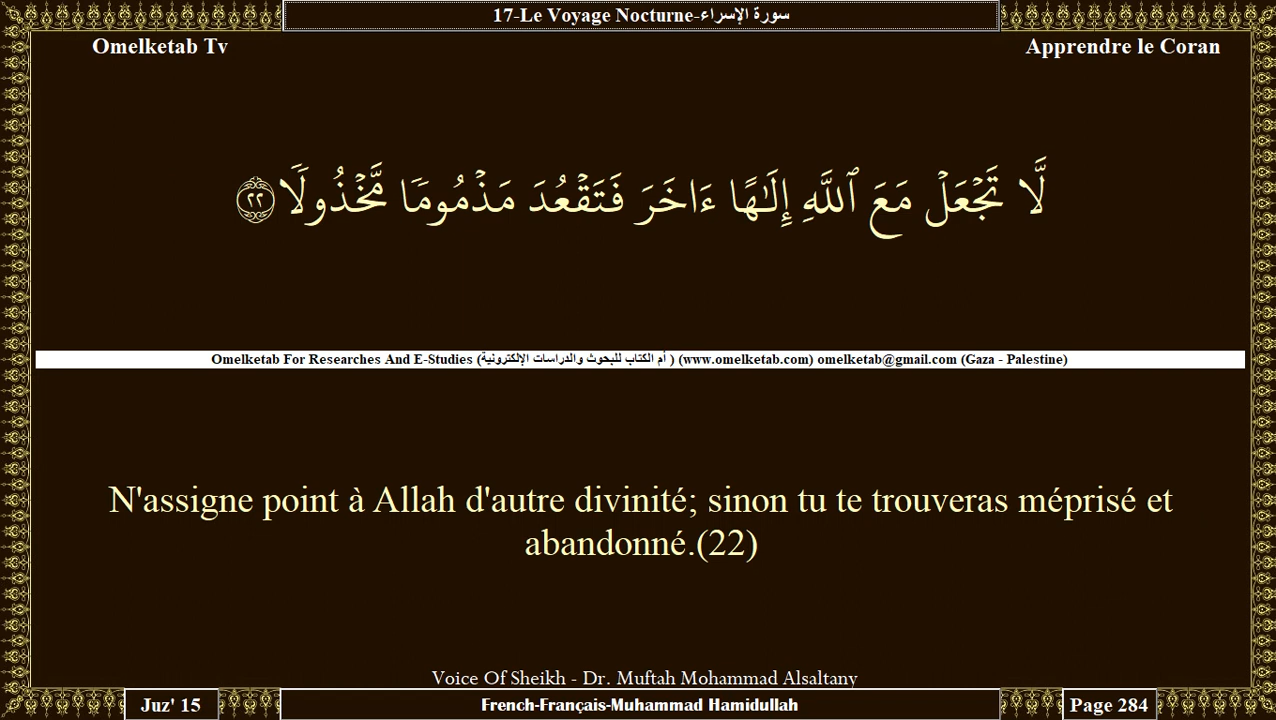 17-Le Voyage Nocturne-سورة الإسراء
Omelketab Tv
Apprendre le Coran
لَّا تَجۡعَلۡ مَعَ ٱللَّهِ إِلَٰهًا ءَاخَرَ فَتَقۡعُدَ مَذۡمُومٗا مَّخۡذُولٗا ٢٢
Omelketab For Researches And E-Studies (أم الكتاب للبحوث والدراسات الإلكترونية ) (www.omelketab.com) omelketab@gmail.com (Gaza - Palestine)
N'assigne point à Allah d'autre divinité; sinon tu te trouveras méprisé et
abandonné.(22)
Voice Of Sheikh - Dr. Muftah Mohammad Alsaltany
Juz' 15
French-Français-Muhammad Hamidullah
Page 284